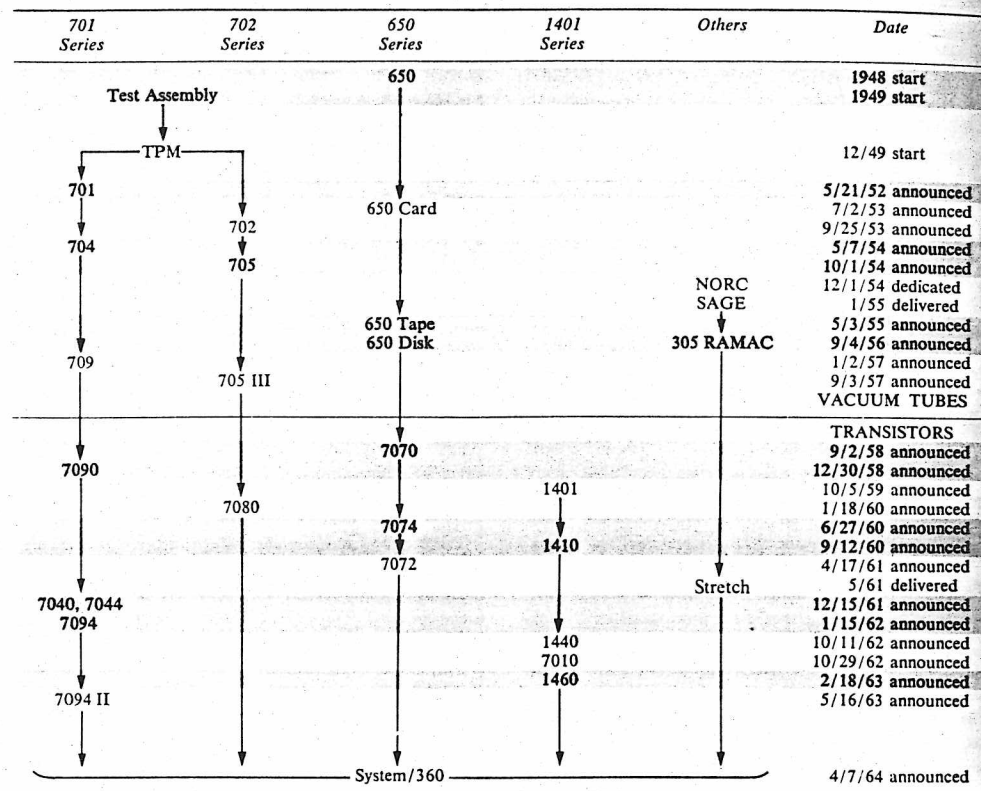 701 702 650 1401 Others Date
Series Series Series Series
650 1948 start
Test Assembly 1949 start
TPM 12/49 start
701 5/21/52 announced
650 Card 7/2/53 announced
702 9/25/53 announced
704 5/7/54 announced
705 10/1/54 announced
NORC 12/1/54 dedicated
SAGE 1/55 delivered
650 Tape 5/3/55 announced
650 Disk 305 RAMAC 9/4/56 announced
709 1/2/57 announced
705 III 9/3/57 announced
VACUUM TUBES
TRANSISTORS
7070 9/2/58 announced
7090 12/30/58 announced
1401 10/5/59 announced
7080 1/18/60 announced
7074 6/27/60 announced
1410 9/12/60 announced
7072 4/17/61 announced
Stretch 5/61 delivered
7040, 7044 12/15/61 announced
7094 1/15/62 announced
1440 10/11/62 announced
7010 10/29/62 announced
1460 2/18/63 announced
7094 II 5/16/63 announced
System/360 4/7/64 announced